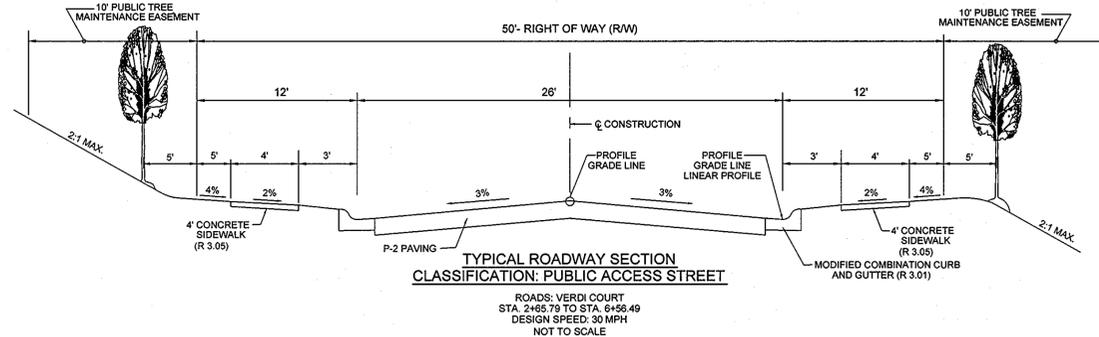 10' PUBLIC TREE
MAINTENANCE EASEMENT
50'- RIGHT OF WAY (R/W)
10' PUBLIC TREE
MAINTENANCE EASEMENT
12'
26'
12'
℄ CONSTRUCTION
2:1 MAX.
5'
5'
4'
3'
PROFILE
GRADE LINE
PROFILE
GRADE LINE
LINEAR PROFILE
3'
4'
5'
5'
4%
2%
3%
3%
2%
4%
2:1 MAX.
4' CONCRETE
SIDEWALK
(R 3.05)
P-2 PAVING
4' CONCRETE
SIDEWALK
(R 3.05)
MODIFIED COMBINATION CURB
AND GUTTER (R 3.01)
TYPICAL ROADWAY SECTION
CLASSIFICATION: PUBLIC ACCESS STREET
ROADS: VERDI COURT
STA. 2+65.79 TO STA. 6+56.49
DESIGN SPEED: 30 MPH
NOT TO SCALE